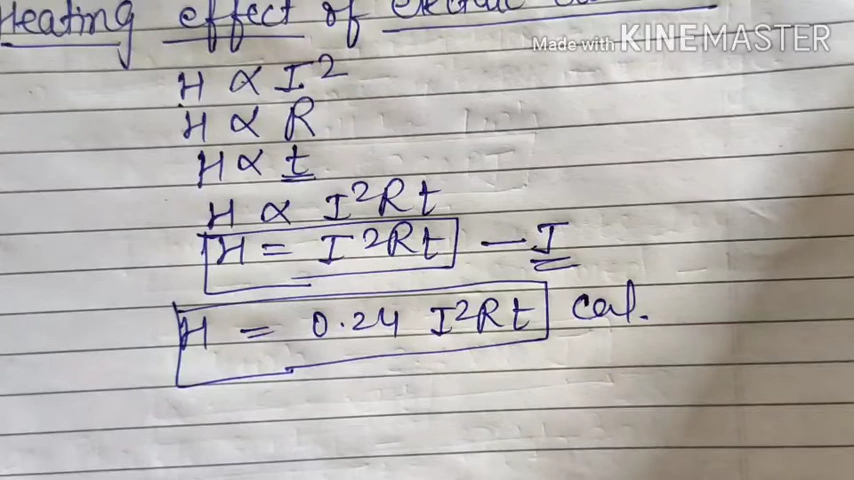 Heating effect of
Made with KINEMASTER
H ∝ I²
H ∝ R
H ∝ t
H ∝ I²Rt
H = I²Rt — J
H = 0.24 I²Rt cal.